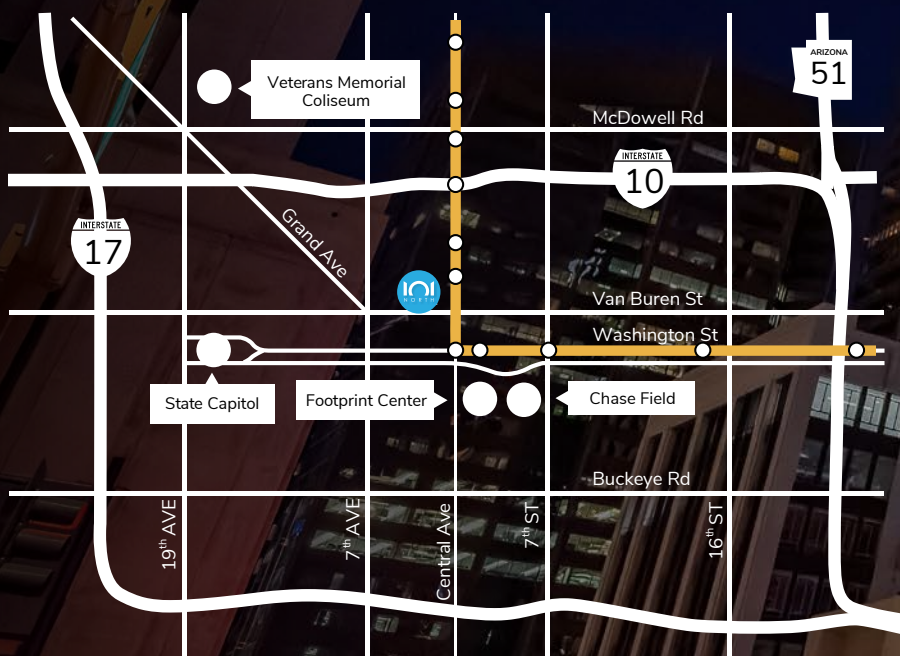 ARIZONA
51
Veterans Memorial
Coliseum
McDowell Rd
INTERSTATE
10
INTERSTATE
17
Grand Ave
101
NORTH
Van Buren St
Washington St
State Capitol
Footprint Center
Chase Field
Buckeye Rd
19th AVE
7th AVE
Central Ave
7th ST
16th ST